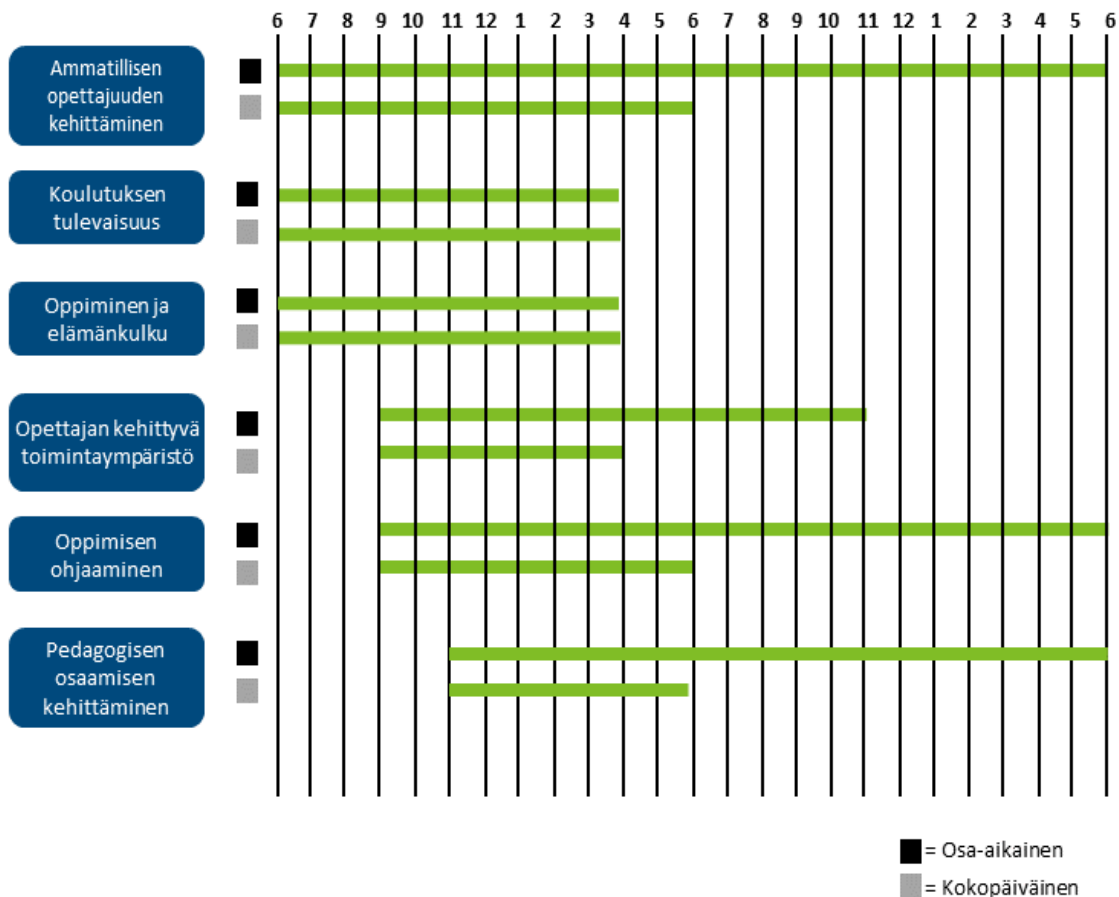 6 7 8 9 10 11 12 1 2 3 4 6 7 8 9 10 11 12 1 2 3 4 5 6
Ammatillisen
opettajuuden
kehittäminen
Koulutuksen
tulevaisuus
Oppiminen ja
elämänkulku
Opettajan kehittyvä
toimintaympäristö
Oppimisen
ohjaaminen
Pedagogisen
osaamisen
kehittäminen
= Osa-aikainen
= Kokopäiväinen